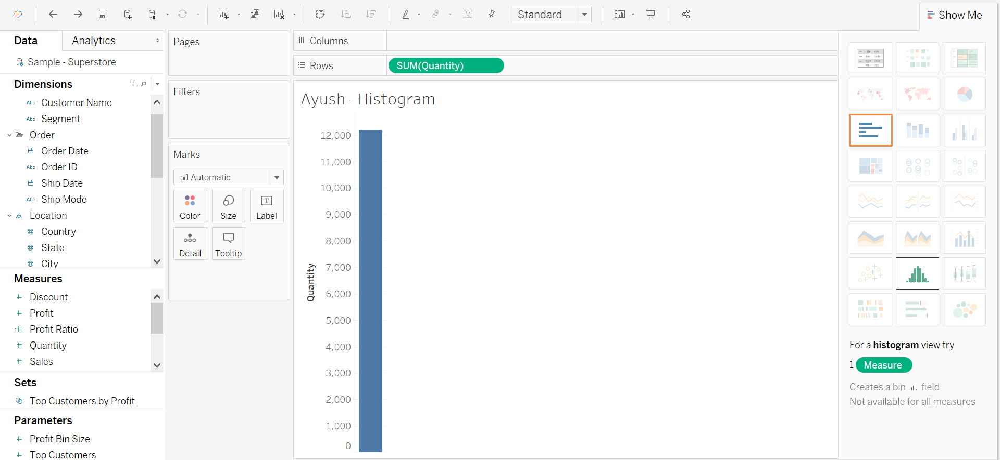 Standard
Show Me
Data
Analytics
Sample - Superstore
Dimensions
Abc Customer Name
Abc Segment
Order
Order Date
Abc Order ID
Ship Date
Abc Ship Mode
Location
Country
State
City
Measures
# Discount
# Profit
=# Profit Ratio
# Quantity
# Sales
Sets
Top Customers by Profit
Parameters
# Profit Bin Size
# Top Customers
Pages
Filters
Marks
Automatic
Color
Size
T
Label
Detail
Tooltip
Columns
Rows
SUM(Quantity)
Ayush - Histogram
Quantity
12,000
11,000
10,000
9,000
8,000
7,000
6,000
5,000
4,000
3,000
2,000
1,000
0
For a histogram view try
1 Measure
Creates a bin field
Not available for all measures